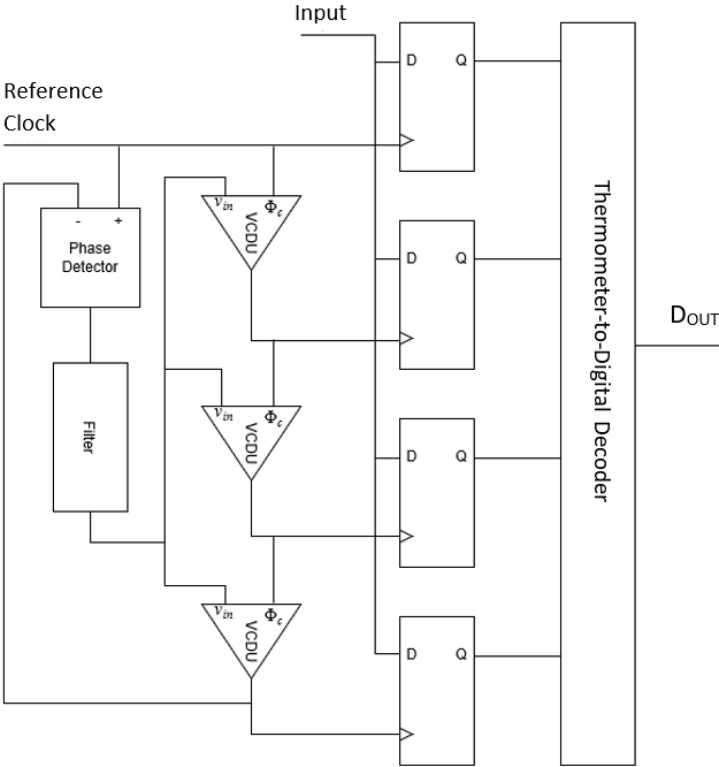 Input
Reference
Clock
D Q
v_in Φ_c
VCDU
- +
Phase
Detector
D Q
Thermometer-to-Digital Decoder
D_OUT
v_in Φ_c
VCDU
Filter
D Q
v_in Φ_c
VCDU
D Q